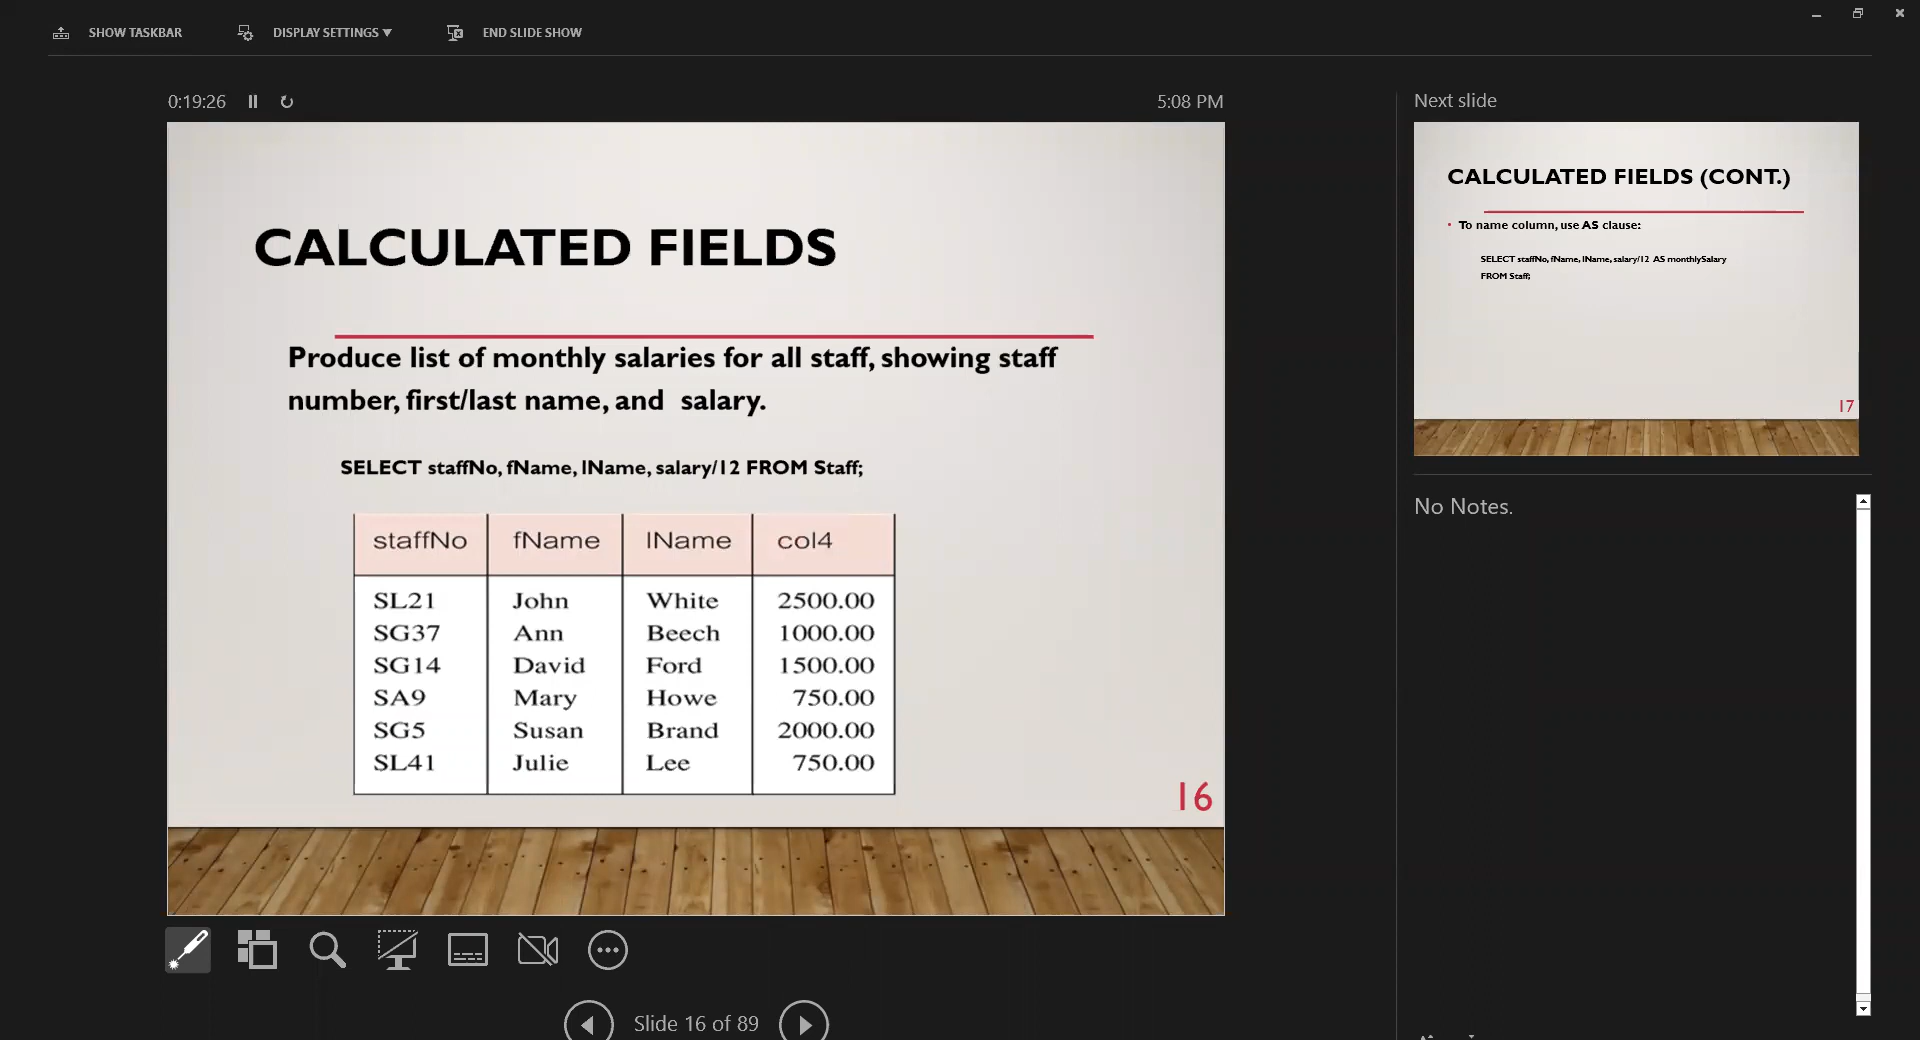 SHOW TASKBAR
DISPLAY SETTINGS ▼
END SLIDE SHOW
0:19:26
5:08 PM
CALCULATED FIELDS
Produce list of monthly salaries for all staff, showing staff
number, first/last name, and salary.
SELECT staffNo, fName, lName, salary/12 FROM Staff;
staffNo fName lName col4
SL21 John White 2500.00
SG37 Ann Beech 1000.00
SG14 David Ford 1500.00
SA9 Mary Howe 750.00
SG5 Susan Brand 2000.00
SL41 Julie Lee 750.00
16
Slide 16 of 89
Next slide
CALCULATED FIELDS (CONT.)
• To name column, use AS clause:
SELECT staffNo, fName, lName, salary/12 AS monthlySalary
FROM Staff;
17
No Notes.